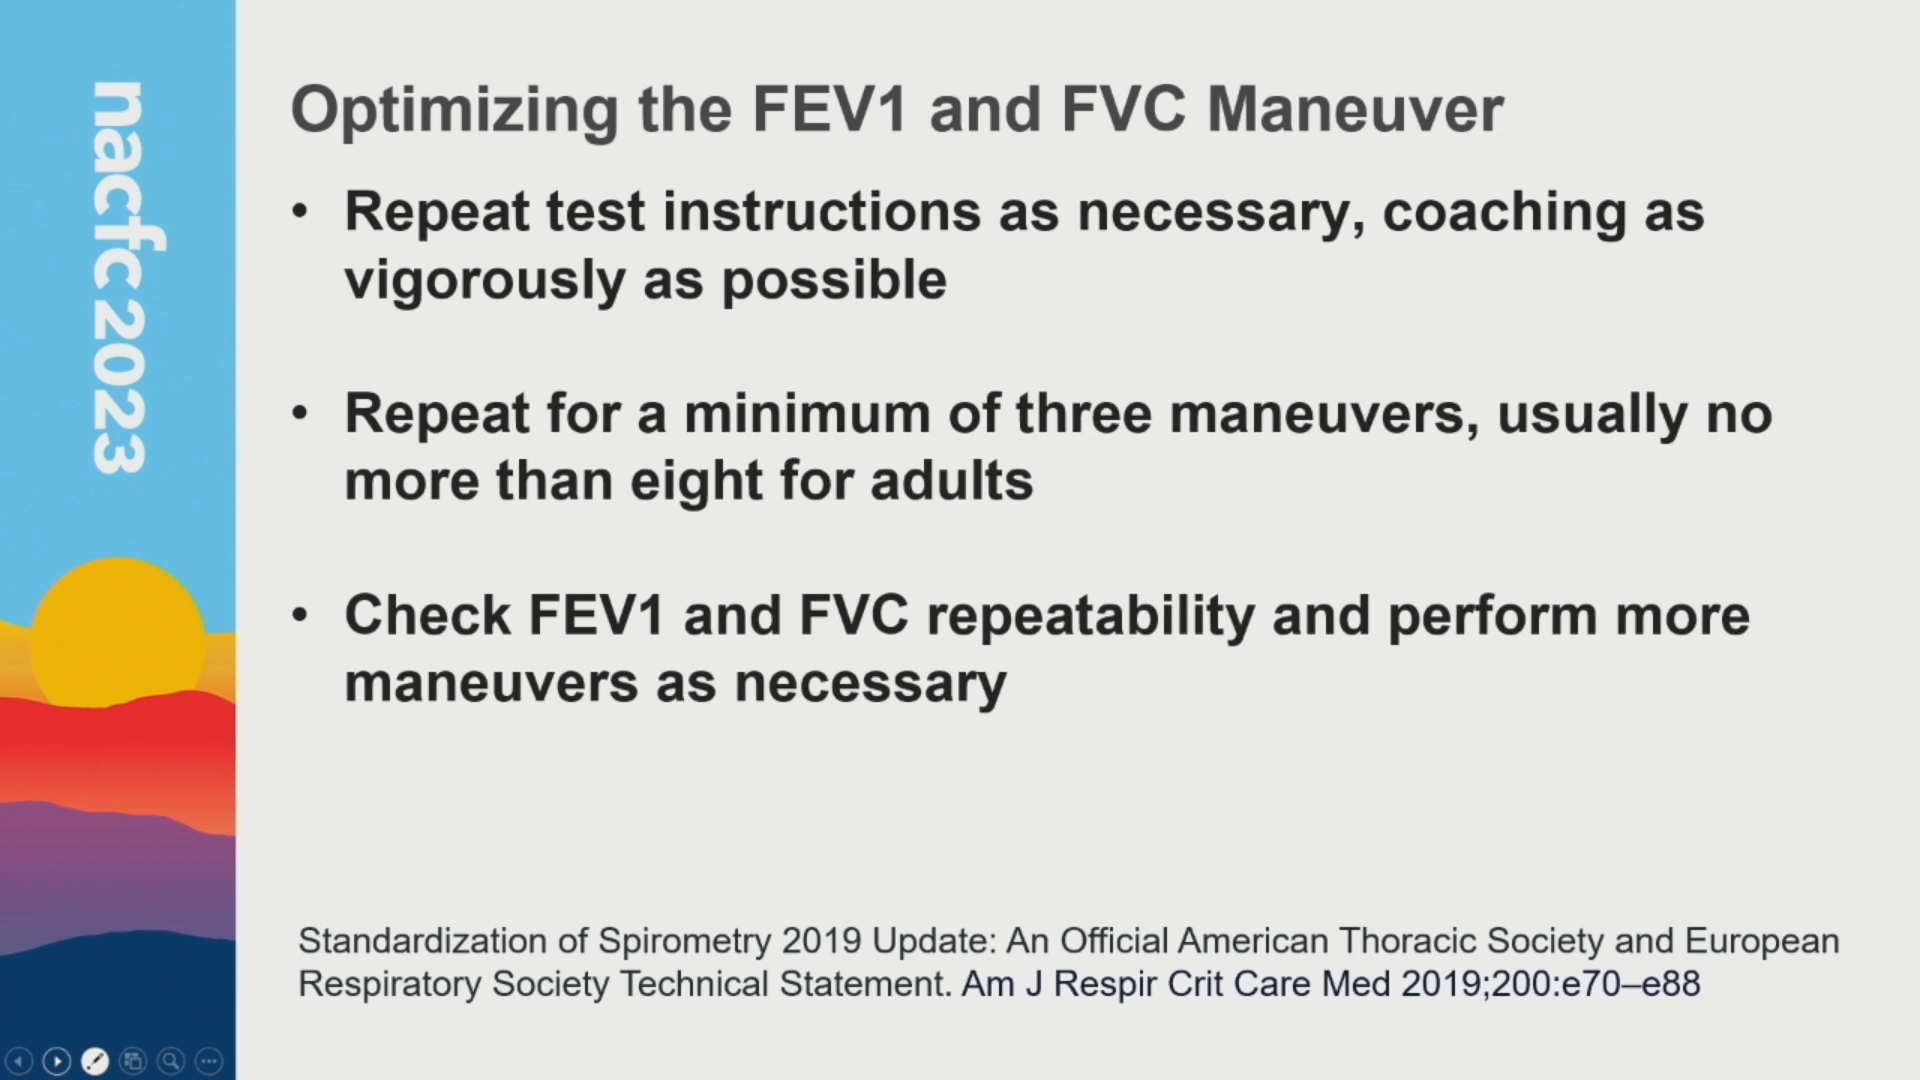 nacfc 2023
Optimizing the FEV1 and FVC Maneuver
• Repeat test instructions as necessary, coaching as
vigorously as possible
• Repeat for a minimum of three maneuvers, usually no
more than eight for adults
• Check FEV1 and FVC repeatability and perform more
maneuvers as necessary
Standardization of Spirometry 2019 Update: An Official American Thoracic Society and European
Respiratory Society Technical Statement. Am J Respir Crit Care Med 2019;200:e70–e88